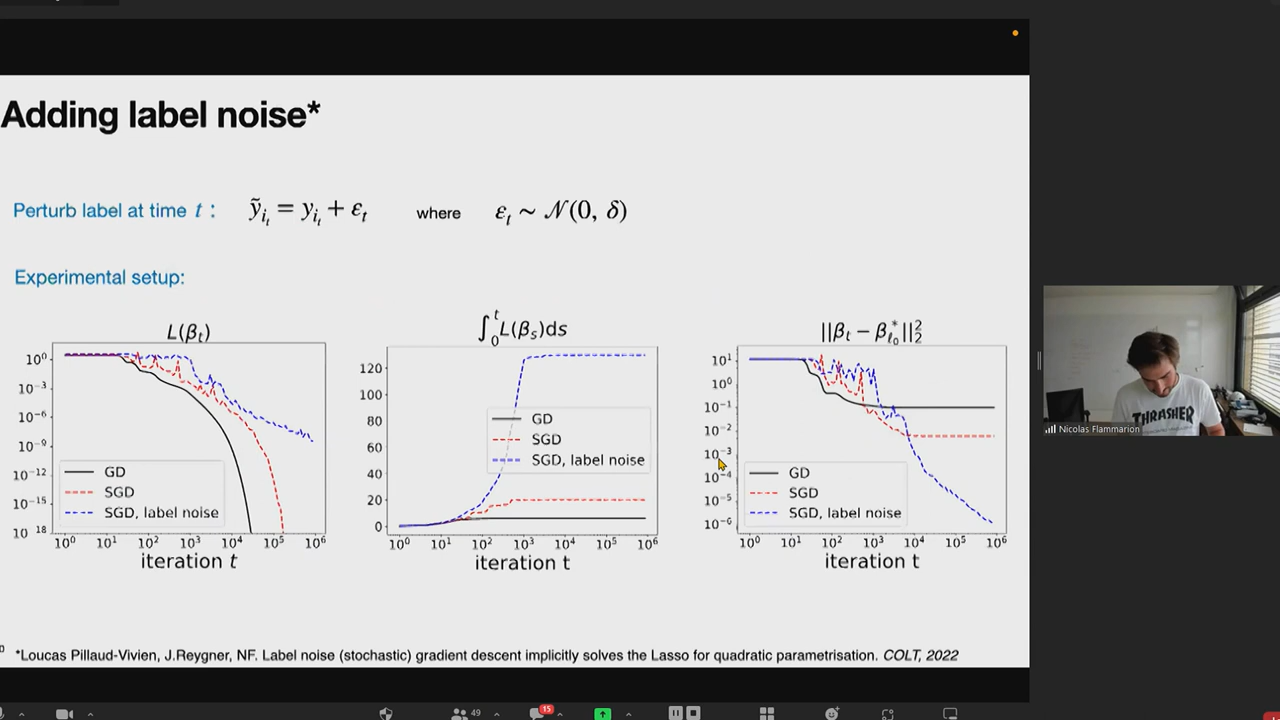 Adding label noise*
Perturb label at time t : ỹ_{i_t} = y_{i_t} + ε_t where ε_t ~ 𝒩(0, δ)
Experimental setup:
L(β_t)
10^0
10^{-3}
10^{-6}
10^{-9}
10^{-12}
10^{-15}
10^{-18}
GD
SGD
SGD, label noise
10^0 10^1 10^2 10^3 10^4 10^5 10^6
iteration t
∫_0^t L(β_s)ds
120
100
80
60
40
20
0
GD
SGD
SGD, label noise
10^0 10^1 10^2 10^3 10^4 10^5 10^6
iteration t
||β_t − β^*_{ℓ_0}||_2^2
10^1
10^0
10^{-1}
10^{-2}
10^{-3}
10^{-4}
10^{-5}
10^{-6}
GD
SGD
SGD, label noise
10^0 10^1 10^2 10^3 10^4 10^5 10^6
iteration t
*Loucas Pillaud-Vivien, J.Reygner, NF. Label noise (stochastic) gradient descent implicitly solves the Lasso for quadratic parametrisation. COLT, 2022
THRASHER
Nicolas Flammarion
49
15